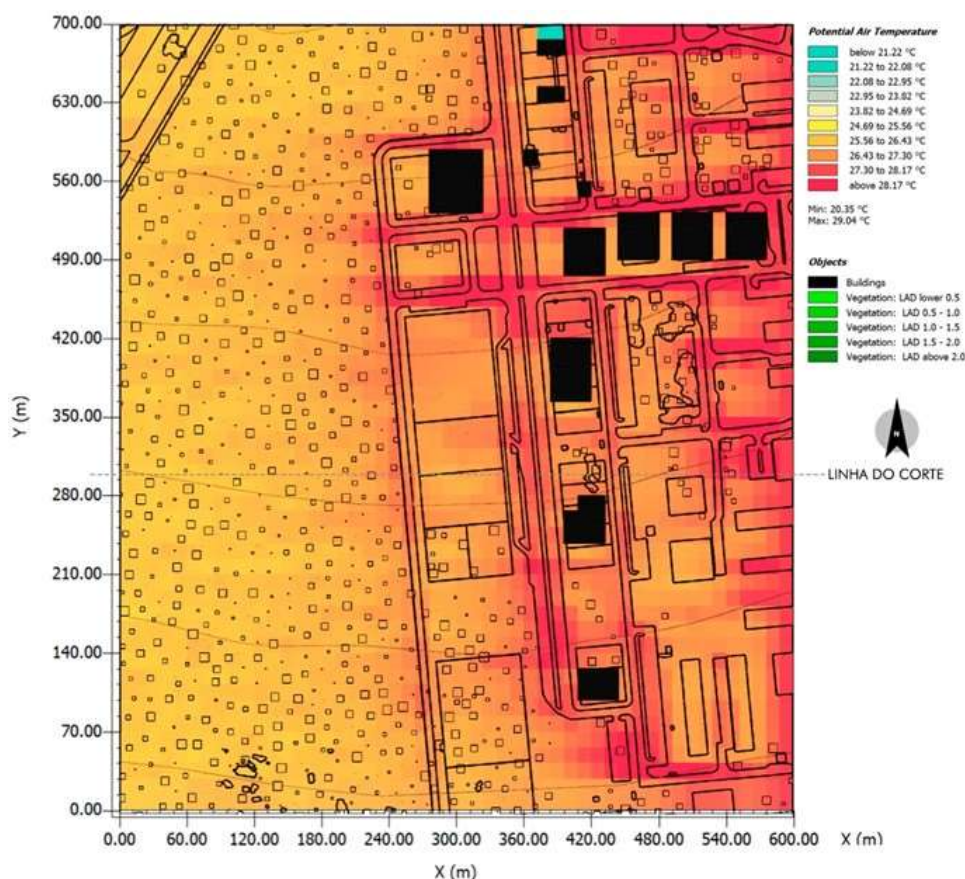 700.00
630.00
560.00
490.00
420.00
350.00
280.00
210.00
140.00
70.00
0.00
Y (m)
0.00 60.00 120.00 180.00 240.00 300.00 360.00 420.00 480.00 540.00 600.00 X (m)
X (m)
Potential Air Temperature
below 21.22 °C
21.22 to 22.08 °C
22.08 to 22.95 °C
22.95 to 23.82 °C
23.82 to 24.69 °C
24.69 to 25.56 °C
25.56 to 26.43 °C
26.43 to 27.30 °C
27.30 to 28.17 °C
above 28.17 °C
Min: 20.35 °C
Max: 29.04 °C
Objects
Buildings
Vegetation: LAD lower 0.5
Vegetation: LAD 0.5 - 1.0
Vegetation: LAD 1.0 - 1.5
Vegetation: LAD 1.5 - 2.0
Vegetation: LAD above 2.0
N
LINHA DO CORTE